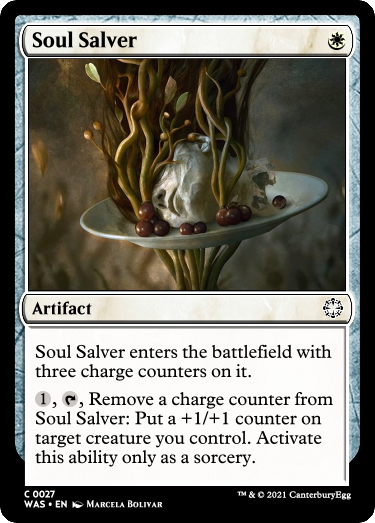 Soul Salver
Artifact
Soul Salver enters the battlefield with
three charge counters on it.
1, Remove a charge counter from
Soul Salver: Put a +1/+1 counter on
target creature you control. Activate
this ability only as a sorcery.
C 0027
WAS • EN Marcela Bolivar
™ & © 2021 CanterburyEgg